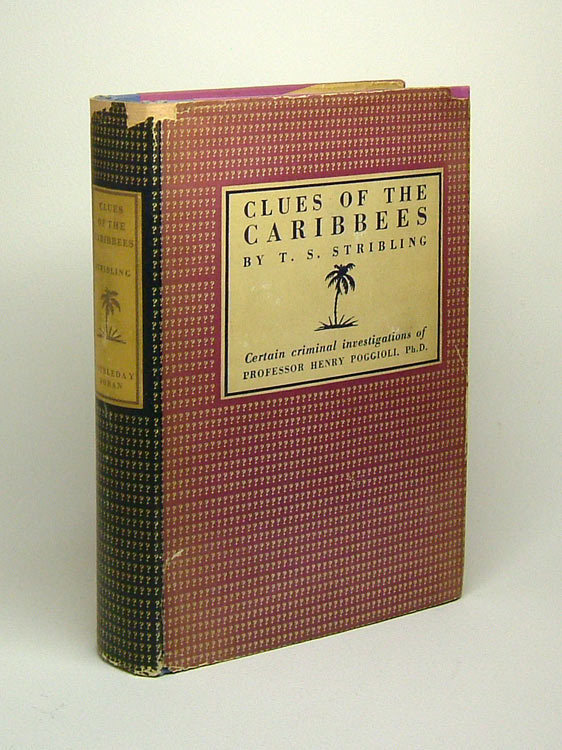 CLUES OF THE
CARIBBEES
BY T. S. STRIBLING
Certain criminal investigations of
PROFESSOR HENRY POGGIOLI, Ph.D.
CLUES
OF THE
CARIBBEES
STRIBLING
DOUBLEDAY
DORAN